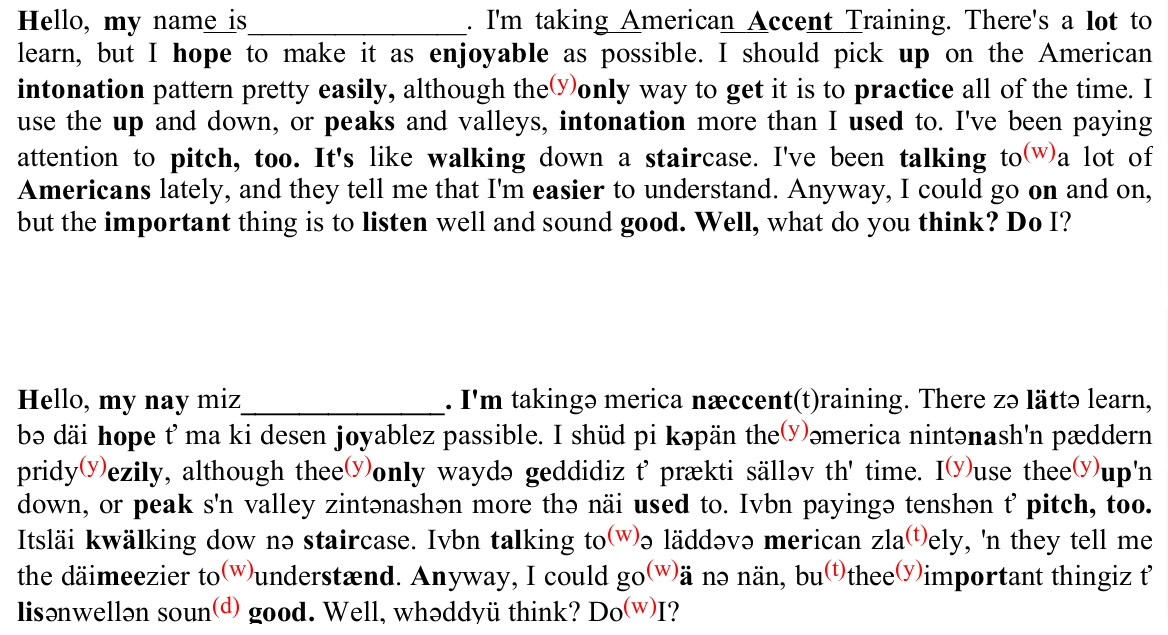 Hello, my name is_______________. I'm taking American Accent Training. There's a lot to
learn, but I hope to make it as enjoyable as possible. I should pick up on the American
intonation pattern pretty easily, although the(y)only way to get it is to practice all of the time. I
use the up and down, or peaks and valleys, intonation more than I used to. I've been paying
attention to pitch, too. It's like walking down a staircase. I've been talking to(w)a lot of
Americans lately, and they tell me that I'm easier to understand. Anyway, I could go on and on,
but the important thing is to listen well and sound good. Well, what do you think? Do I?
Hello, my nay miz______________. I'm takingə merica næccent(t)raining. There zə lättə learn,
bə däi hope t' ma ki desen joyablez passible. I shüd pi kəpän the(y)əmerica nintənash'n pæddern
pridy(y)ezily, although thee(y)only waydə geddidiz t' prækti sälləv th' time. I(y)use thee(y)up'n
down, or peak s'n valley zintənashən more thə näi used to. Ivbn payingə tenshən t' pitch, too.
Itsläi kwälking dow nə staircase. Ivbn talking to(w)ə läddəvə merican zla(t)ely, 'n they tell me
the däimeezier to(w)understænd. Anyway, I could go(w)ä nə nän, bu(t)thee(y)important thingiz t'
lisənwellən soun(d) good. Well, whəddyü think? Do(w)I?